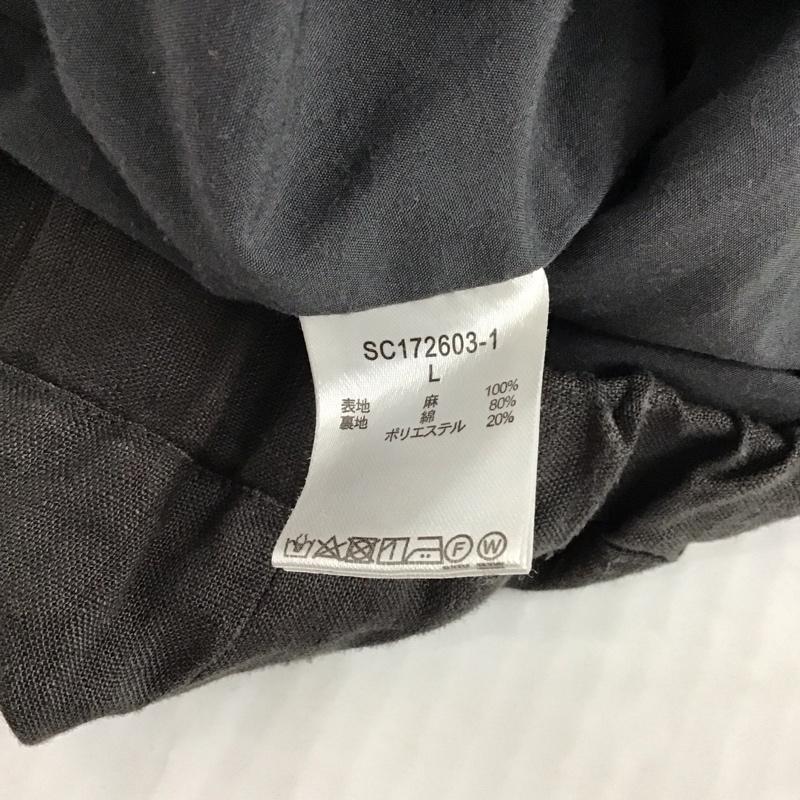 SC172603-1
L
表地 麻 100%
裏地 綿 80%
ポリエステル 20%
F W